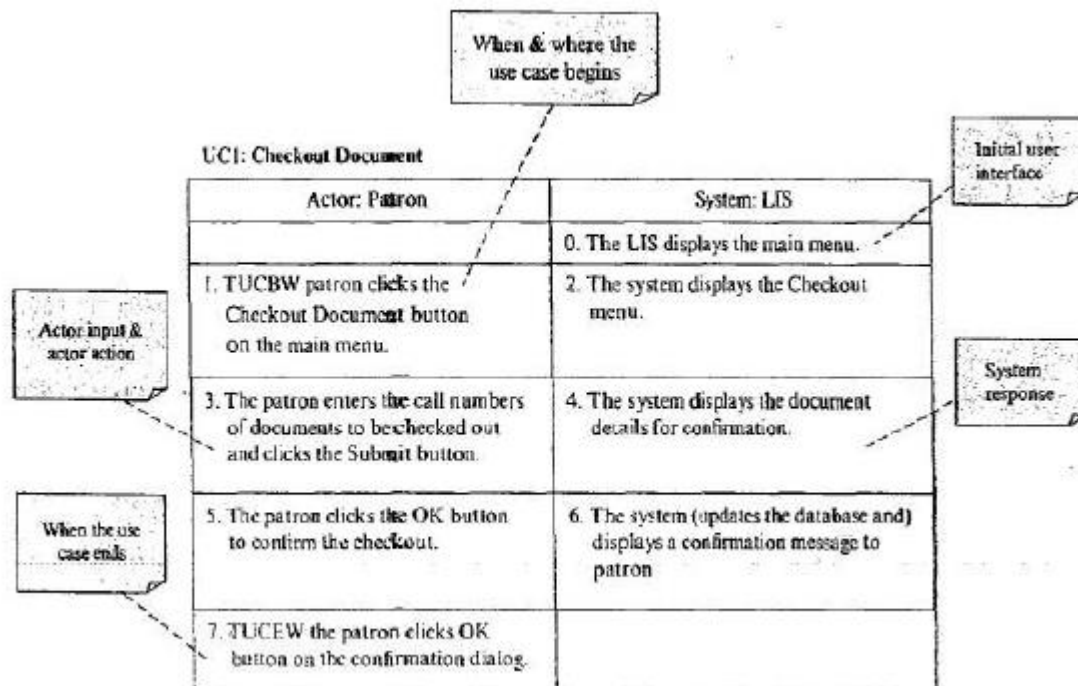 When & where the
use case begins
UC1: Checkout Document
Initial user
interface
Actor: Patron
System: LIS
0. The LIS displays the main menu.
1. TUCBW patron clicks the
Checkout Document button
on the main menu.
2. The system displays the Checkout
menu.
Actor input &
actor action
System
response
3. The patron enters the call numbers
of documents to be checked out
and clicks the Submit button.
4. The system displays the document
details for confirmation.
When the use
case ends
5. The patron clicks the OK button
to confirm the checkout.
6. The system (updates the database and)
displays a confirmation message to
patron
7. TUCEW the patron clicks OK
button on the confirmation dialog.